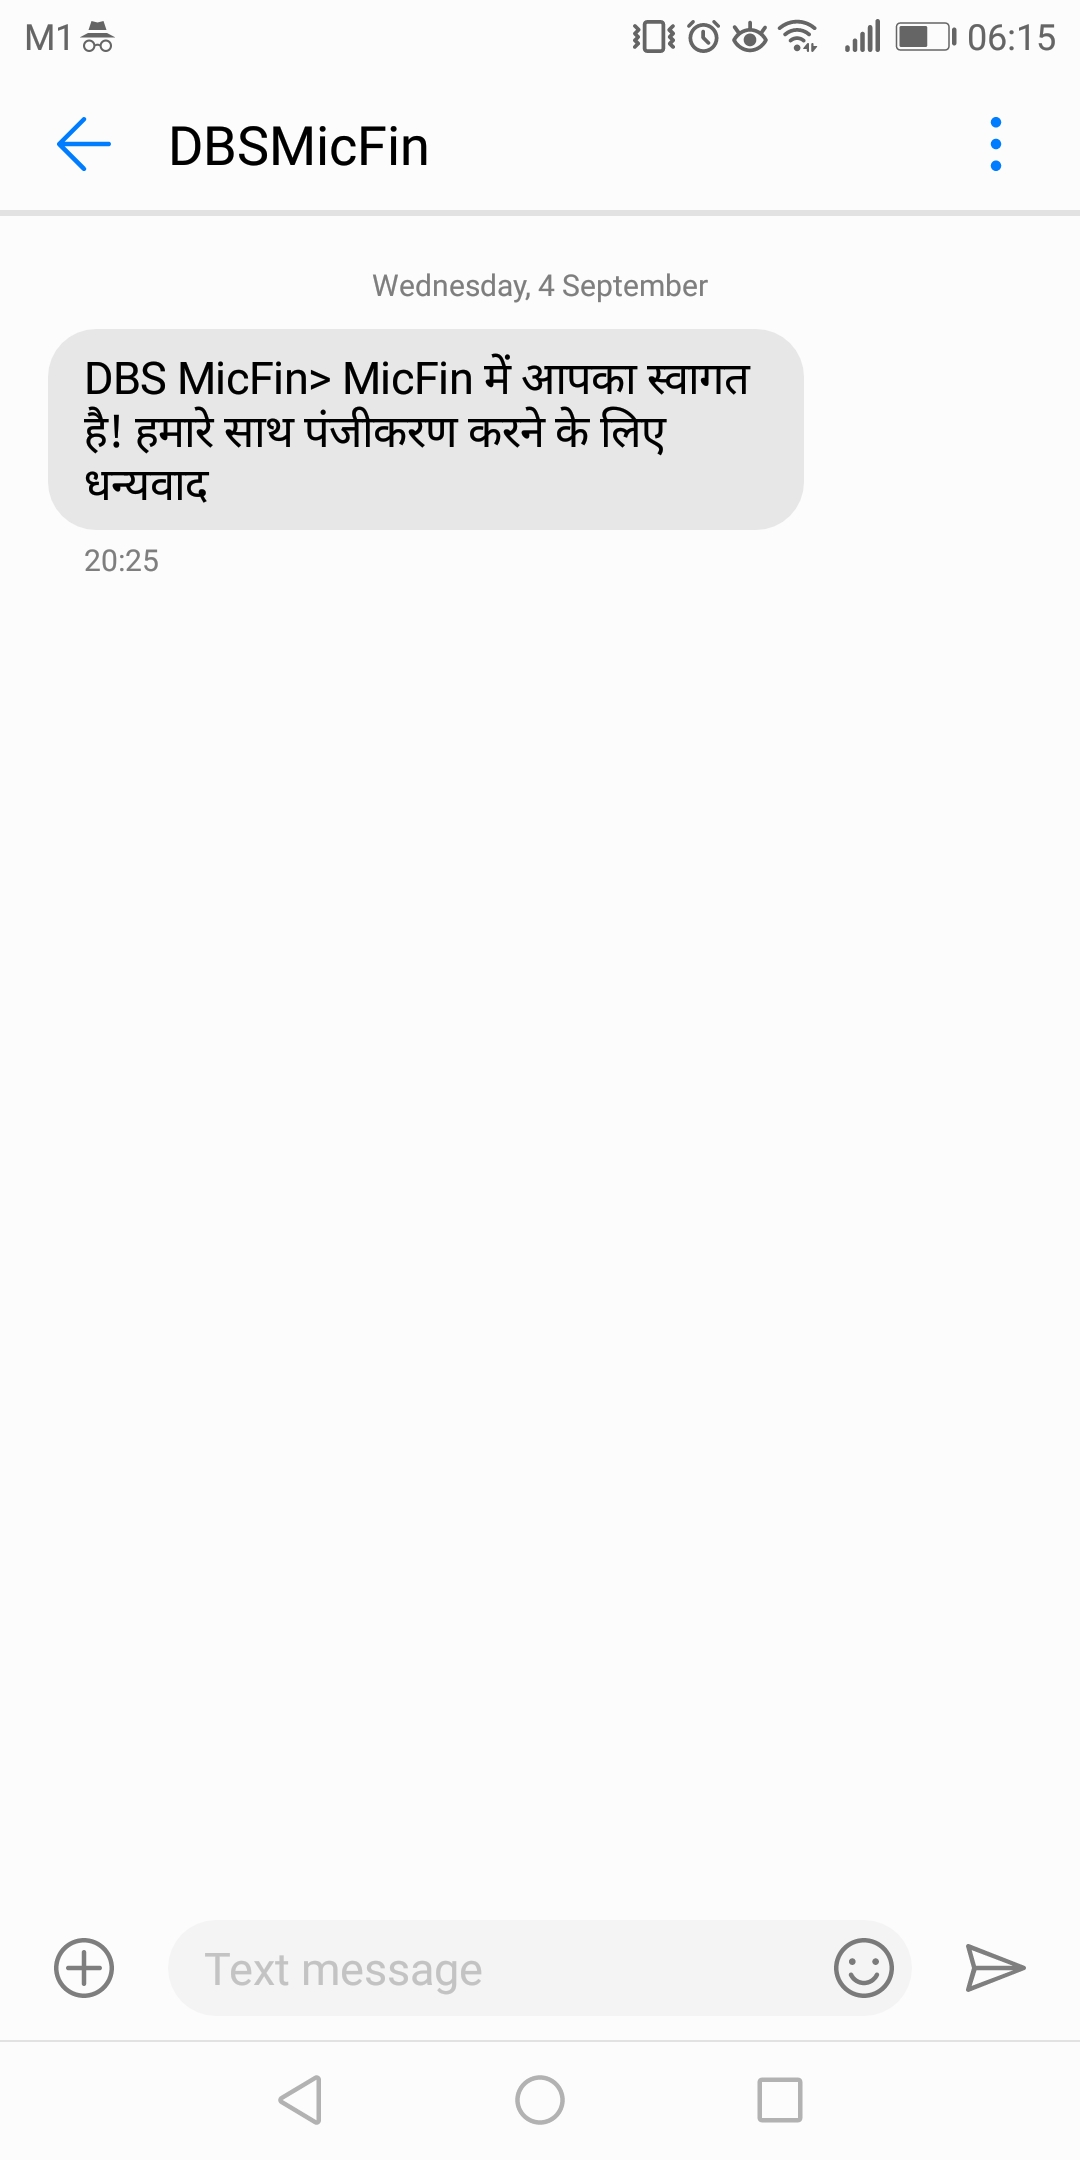 M1
06:15
DBSMicFin
Wednesday, 4 September
DBS MicFin> MicFin में आपका स्वागत
है! हमारे साथ पंजीकरण करने के लिए
धन्यवाद
20:25
Text message